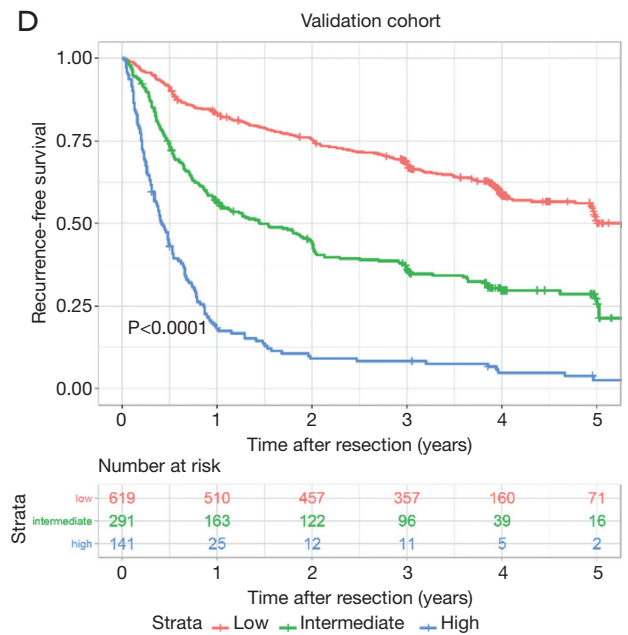 D
Validation cohort
Recurrence-free survival
1.00
0.75
0.50
0.25
0.00
P<0.0001
0 1 2 3 4 5
Time after resection (years)
Number at risk
Strata
low 619 510 457 357 160 71
intermediate 291 163 122 96 39 16
high 141 25 12 11 5 2
0 1 2 3 4 5
Time after resection (years)
Strata Low Intermediate High